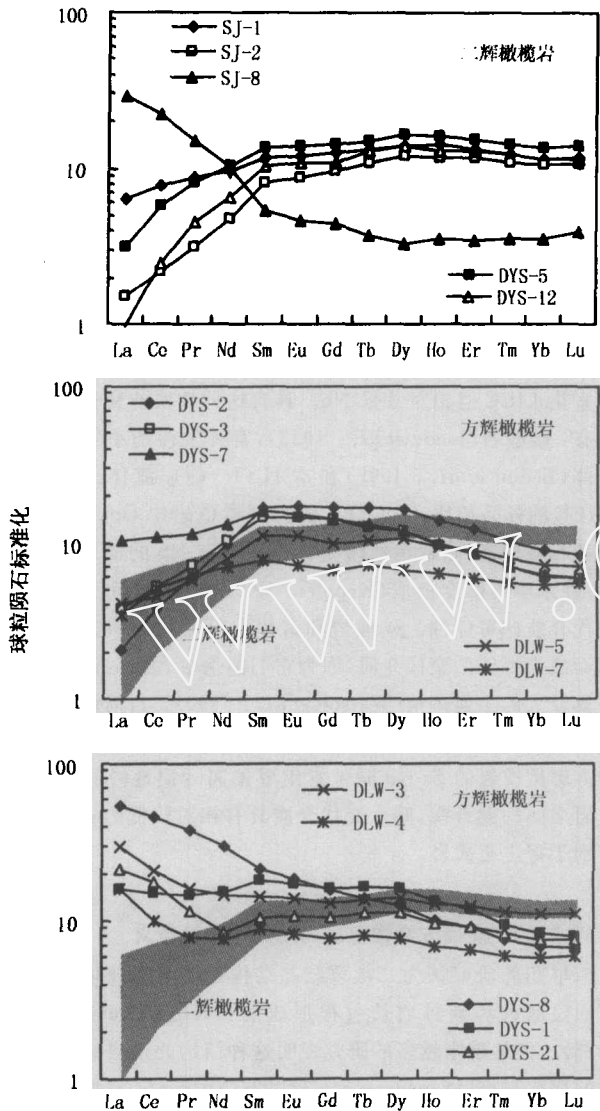 100
SJ-1
SJ-2
SJ-8
二辉橄榄岩
10
DYS-5
DYS-12
1
La Ce Pr Nd Sm Eu Gd Tb Dy Ho Er Tm Yb Lu
球粒陨石标准化
100
DYS-2
DYS-3
DYS-7
方辉橄榄岩
10
二辉橄榄岩
WWW.
DLW-5
DLW-7
1
La Ce Pr Nd Sm Eu Gd Tb Dy Ho Er Tm Yb Lu
100
DLW-3
DLW-4
方辉橄榄岩
10
二辉橄榄岩
DYS-8
DYS-1
DYS-21
1
La Ce Pr Nd Sm Eu Gd Tb Dy Ho Er Tm Yb Lu